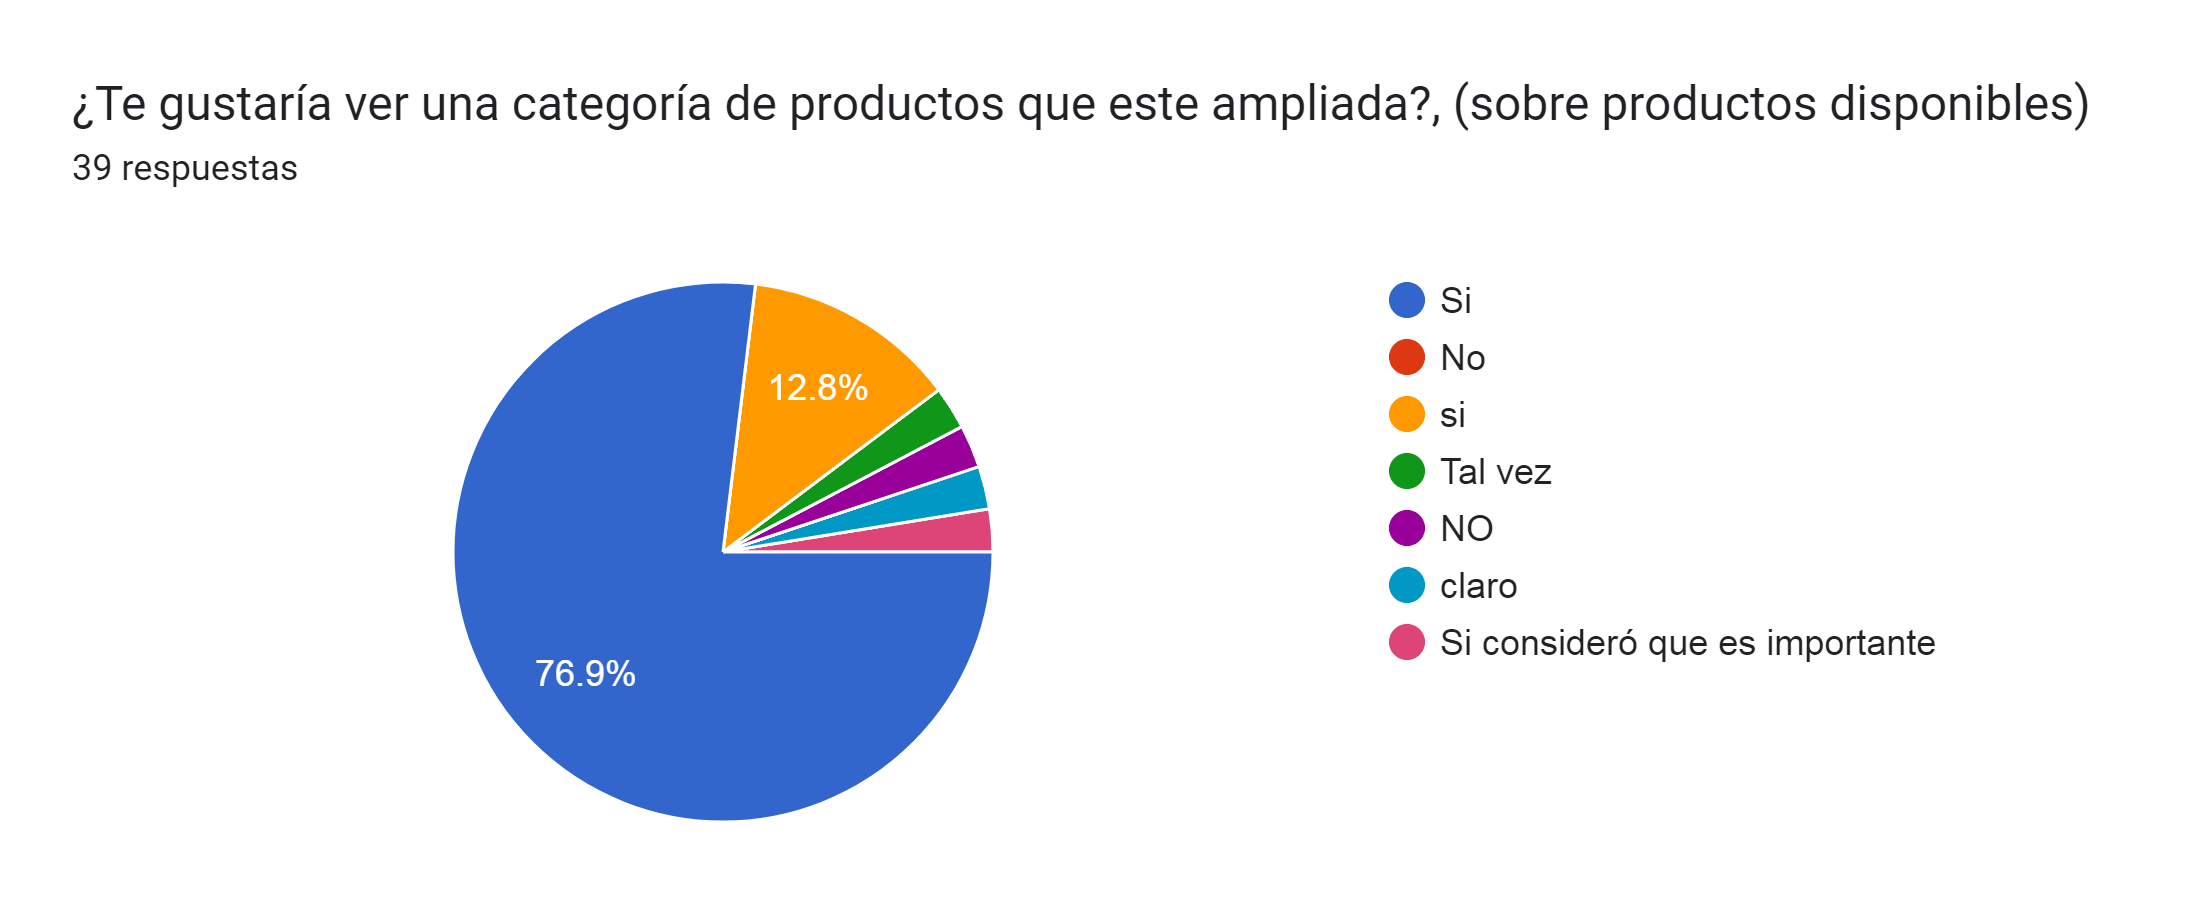 ¿Te gustaría ver una categoría de productos que este ampliada?, (sobre productos disponibles)
39 respuestas
12.8%
76.9%
Si
No
si
Tal vez
NO
claro
Si consideró que es importante